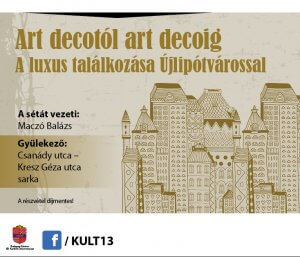 Art decotól art decoig
A luxus találkozása Újlipótvárossal
A sétát vezeti:
Maczó Balázs
Gyülekező:
Csanády utca –
Kresz Géza utca
sarka
A részvétel díjmentes!
f / KULT13